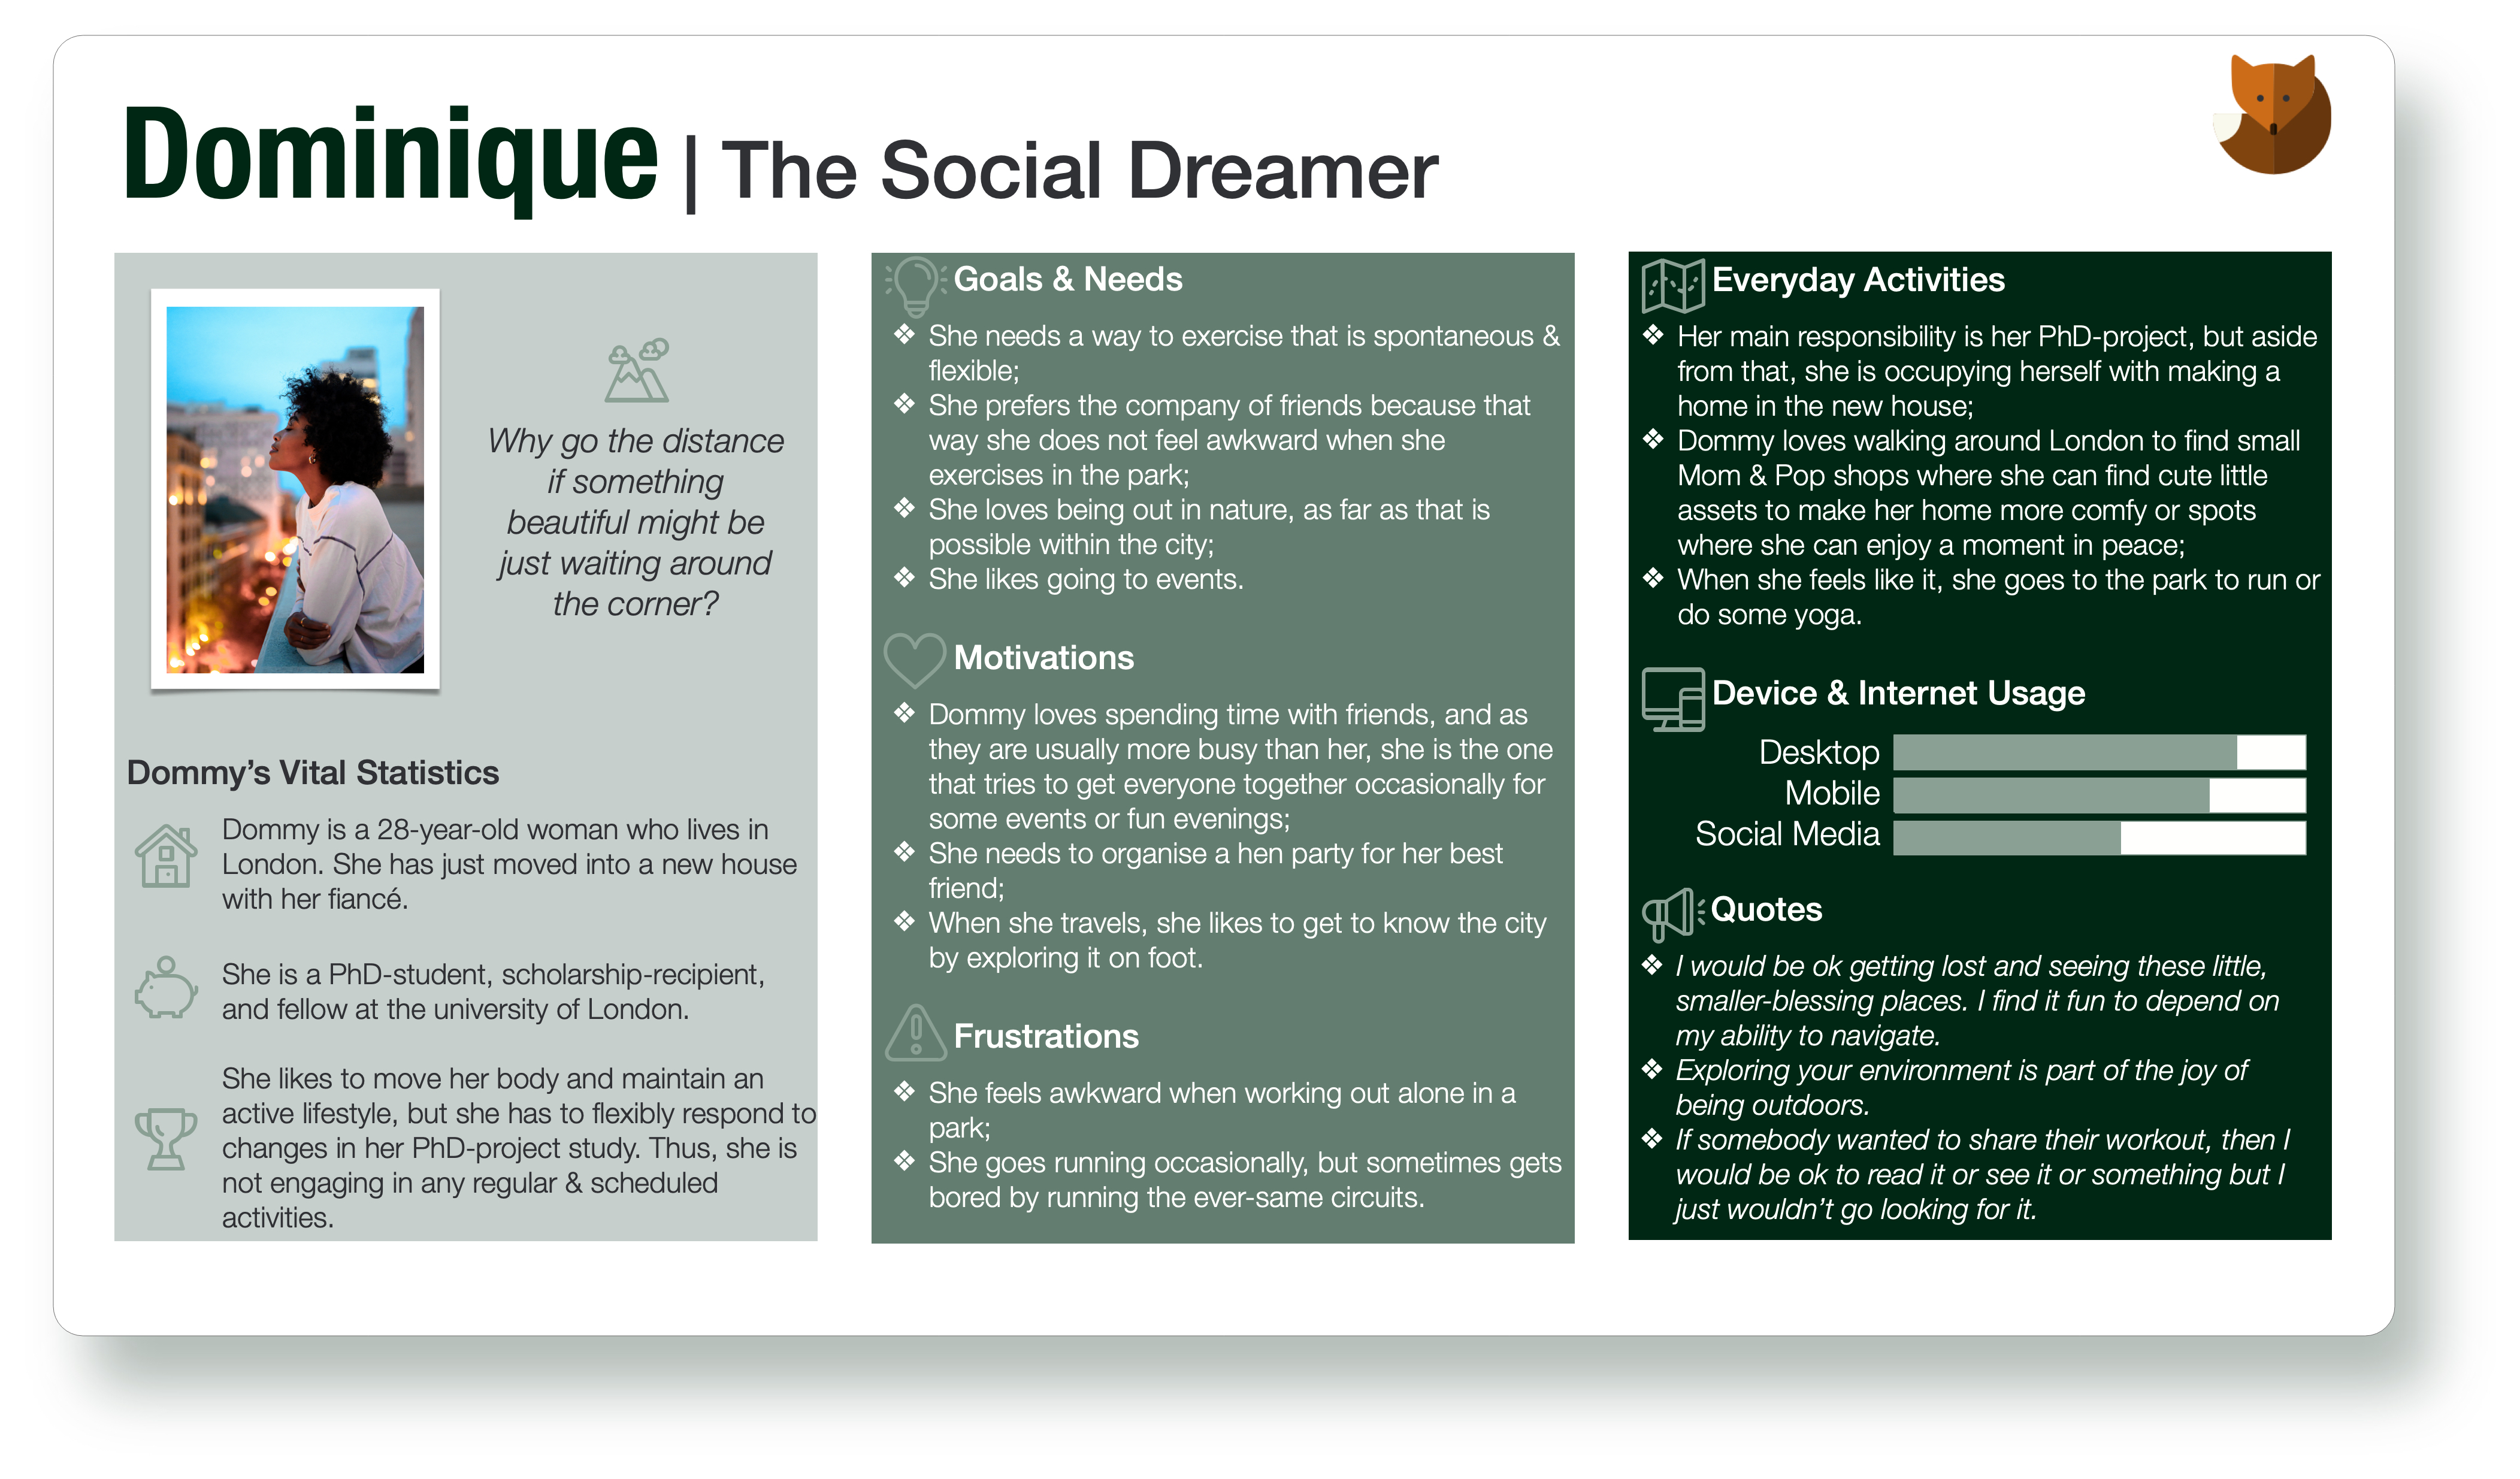 Dominique | The Social Dreamer
Why go the distance
if something
beautiful might be
just waiting around
the corner?
Dommy’s Vital Statistics
Dommy is a 28-year-old woman who lives in
London. She has just moved into a new house
with her fiancé.
She is a PhD-student, scholarship-recipient,
and fellow at the university of London.
She likes to move her body and maintain an
active lifestyle, but she has to flexibly respond to
changes in her PhD-project study. Thus, she is
not engaging in any regular & scheduled
activities.
Goals & Needs
❖ She needs a way to exercise that is spontaneous &
flexible;
❖ She prefers the company of friends because that
way she does not feel awkward when she
exercises in the park;
❖ She loves being out in nature, as far as that is
possible within the city;
❖ She likes going to events.
Motivations
❖ Dommy loves spending time with friends, and as
they are usually more busy than her, she is the one
that tries to get everyone together occasionally for
some events or fun evenings;
❖ She needs to organise a hen party for her best
friend;
❖ When she travels, she likes to get to know the city
by exploring it on foot.
Frustrations
❖ She feels awkward when working out alone in a
park;
❖ She goes running occasionally, but sometimes gets
bored by running the ever-same circuits.
Everyday Activities
❖ Her main responsibility is her PhD-project, but aside
from that, she is occupying herself with making a
home in the new house;
❖ Dommy loves walking around London to find small
Mom & Pop shops where she can find cute little
assets to make her home more comfy or spots
where she can enjoy a moment in peace;
❖ When she feels like it, she goes to the park to run or
do some yoga.
Device & Internet Usage
Desktop
Mobile
Social Media
Quotes
❖ I would be ok getting lost and seeing these little,
smaller-blessing places. I find it fun to depend on
my ability to navigate.
❖ Exploring your environment is part of the joy of
being outdoors.
❖ If somebody wanted to share their workout, then I
would be ok to read it or see it or something but I
just wouldn’t go looking for it.